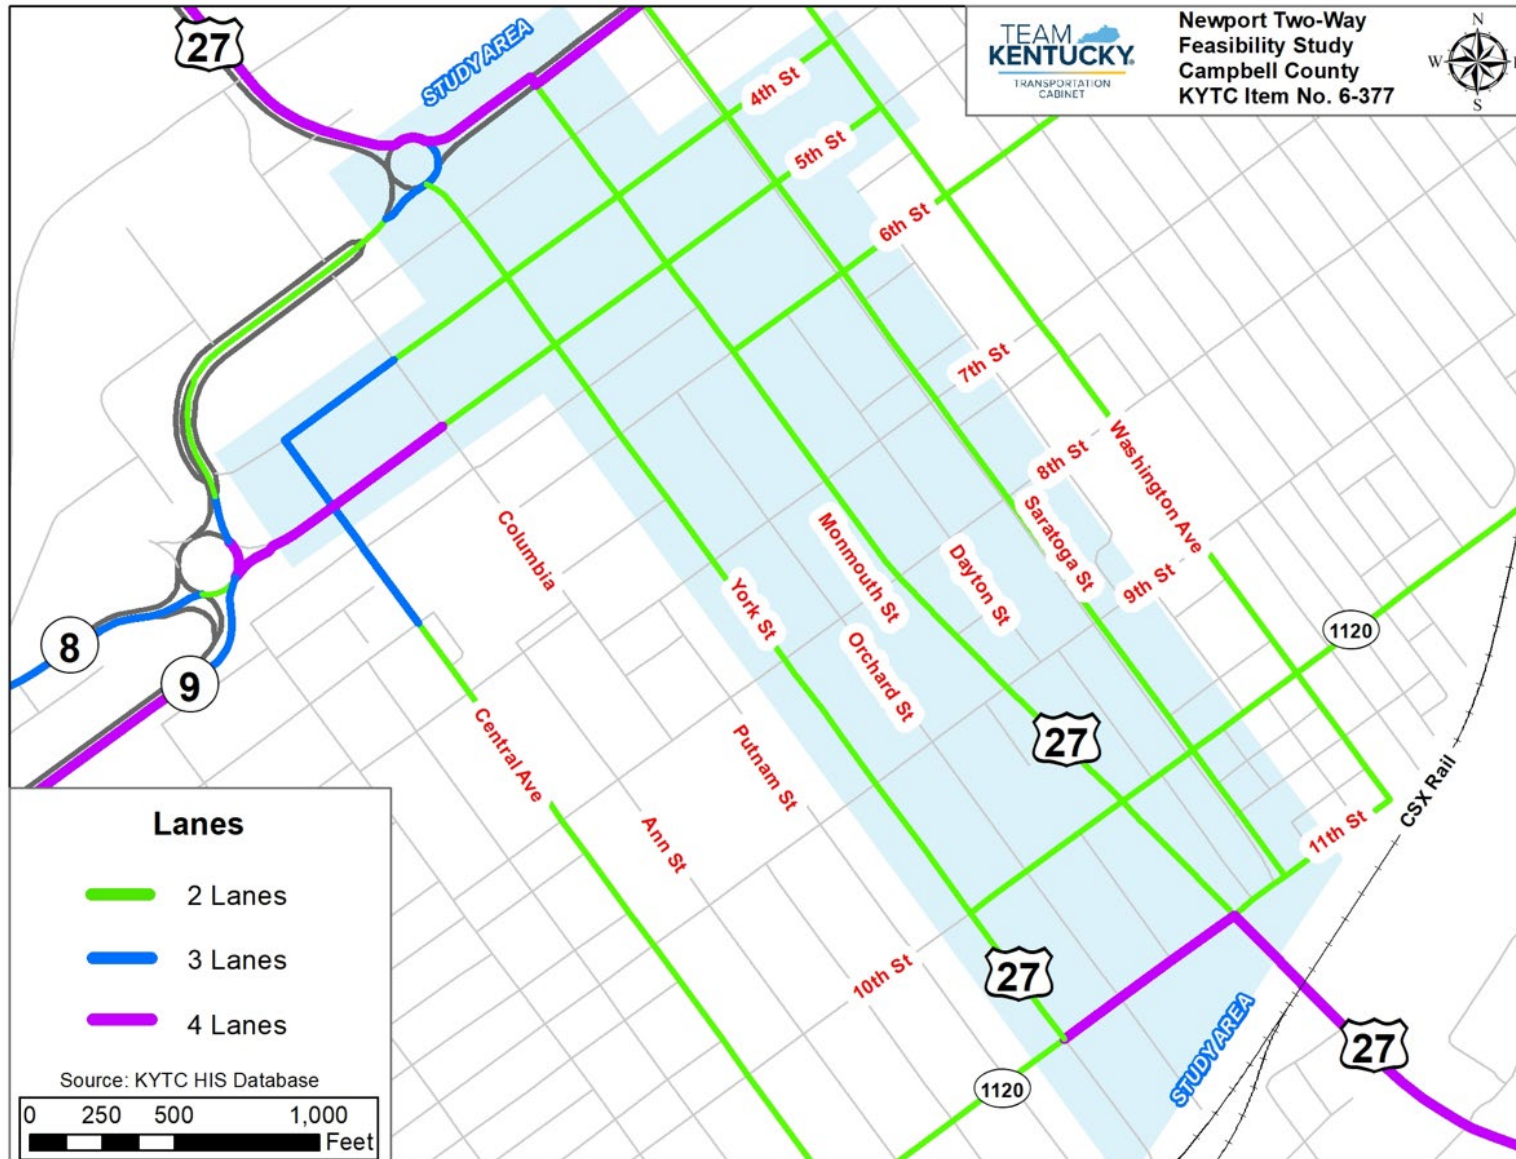 27
STUDY AREA
TEAM
KENTUCKY
TRANSPORTATION
CABINET
Newport Two-Way
Feasibility Study
Campbell County
KYTC Item No. 6-377
N
W
E
S
4th St
5th St
6th St
7th St
8th St
Washington Ave
Saratoga St
9th St
Columbia
Monmouth St
Dayton St
York St
Orchard St
1120
8
9
Central Ave
Putnam St
Ann St
27
CSX Rail
11th St
10th St
27
STUDY AREA
27
1120
Lanes
2 Lanes
3 Lanes
4 Lanes
Source: KYTC HIS Database
0 250 500 1,000
Feet